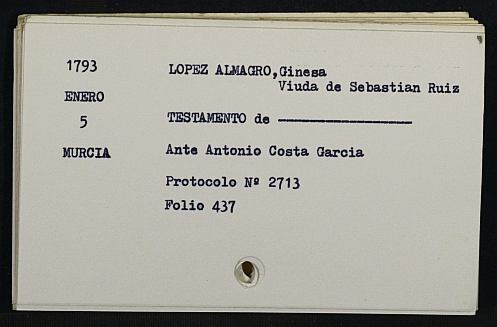 1793
LOPEZ ALMAGRO,Ginesa
Viuda de Sebastian Ruiz
ENERO
5
TESTAMENTO de ————————
MURCIA
Ante Antonio Costa Garcia
Protocolo Nº 2713
Folio 437